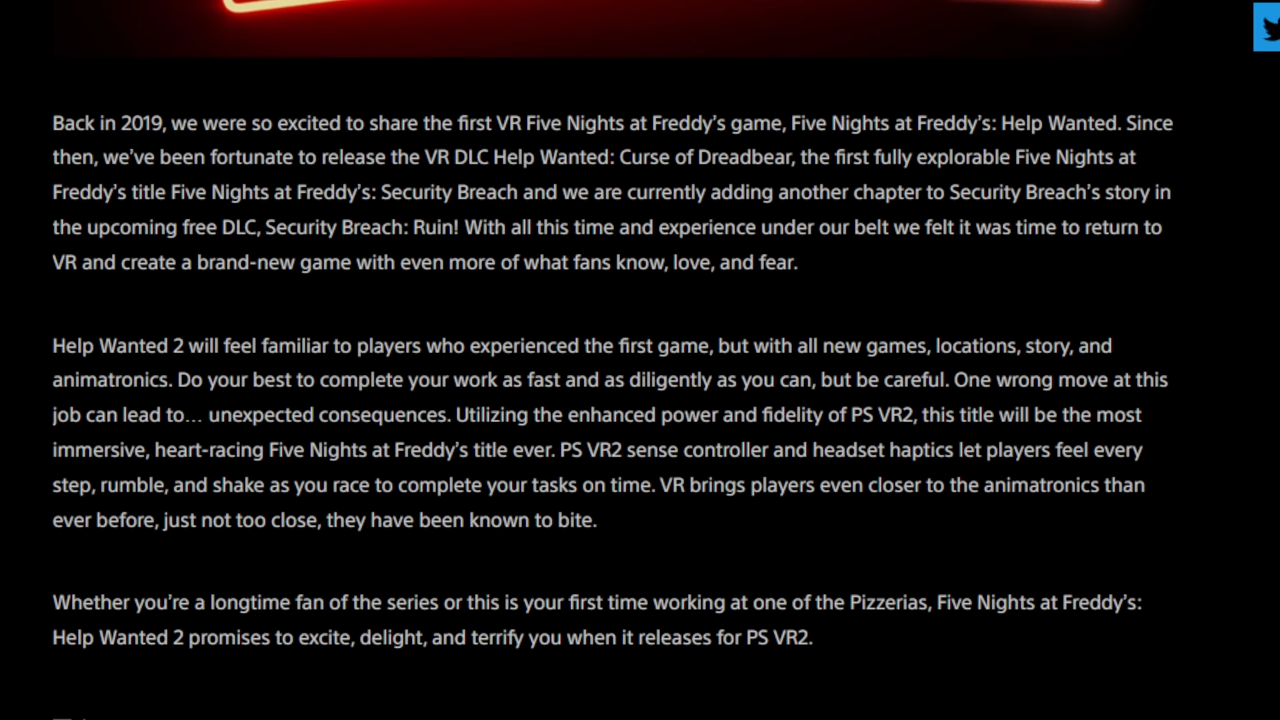 Back in 2019, we were so excited to share the first VR Five Nights at Freddy's game, Five Nights at Freddy's: Help Wanted. Since
then, we've been fortunate to release the VR DLC Help Wanted: Curse of Dreadbear, the first fully explorable Five Nights at
Freddy's title Five Nights at Freddy's: Security Breach and we are currently adding another chapter to Security Breach's story in
the upcoming free DLC, Security Breach: Ruin! With all this time and experience under our belt we felt it was time to return to
VR and create a brand-new game with even more of what fans know, love, and fear.
Help Wanted 2 will feel familiar to players who experienced the first game, but with all new games, locations, story, and
animatronics. Do your best to complete your work as fast and as diligently as you can, but be careful. One wrong move at this
job can lead to… unexpected consequences. Utilizing the enhanced power and fidelity of PS VR2, this title will be the most
immersive, heart-racing Five Nights at Freddy's title ever. PS VR2 sense controller and headset haptics let players feel every
step, rumble, and shake as you race to complete your tasks on time. VR brings players even closer to the animatronics than
ever before, just not too close, they have been known to bite.
Whether you're a longtime fan of the series or this is your first time working at one of the Pizzerias, Five Nights at Freddy's:
Help Wanted 2 promises to excite, delight, and terrify you when it releases for PS VR2.